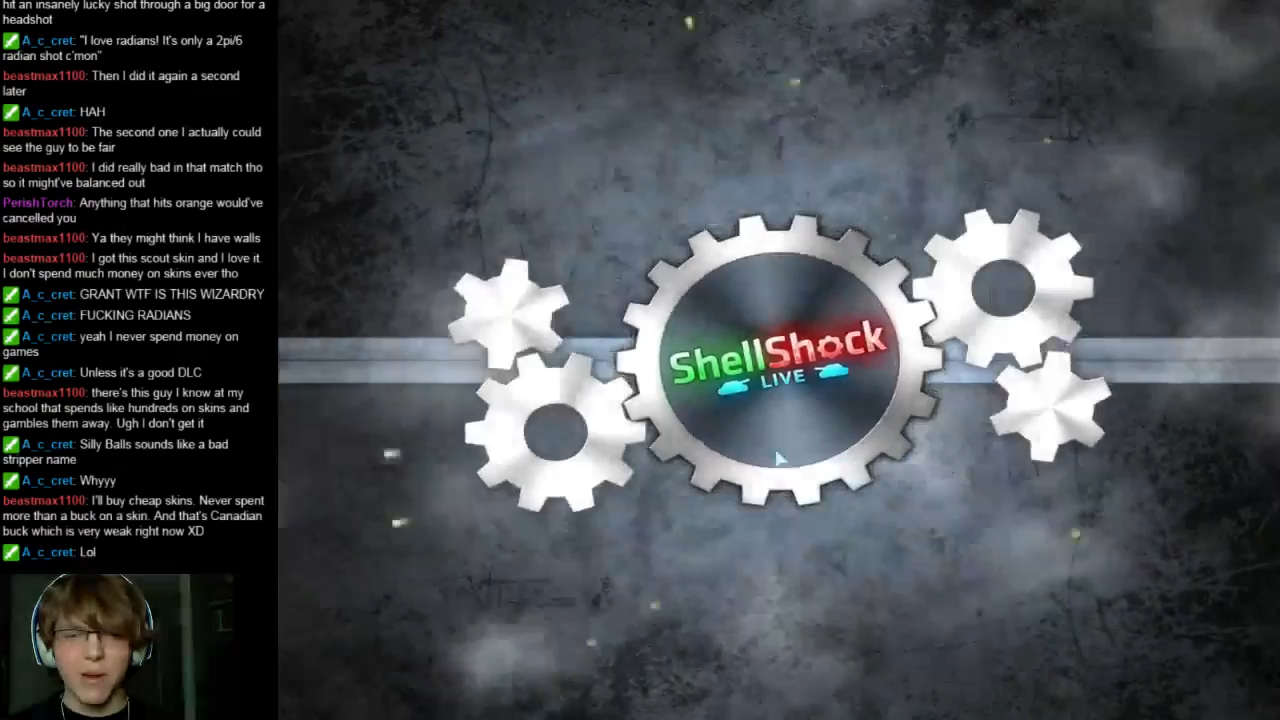 hit an insanely lucky shot through a big door for a
headshot
A_c_cret: "I love radians! It's only a 2pi/6
radian shot c'mon"
beastmax1100: Then I did it again a second
later
A_c_cret: HAH
beastmax1100: The second one I actually could
see the guy to be fair
beastmax1100: I did really bad in that match tho
so it might've balanced out
PerishTorch: Anything that hits orange would've
cancelled you
beastmax1100: Ya they might think I have walls
beastmax1100: I got this scout skin and I love it.
I don't spend much money on skins ever tho
A_c_cret: GRANT WTF IS THIS WIZARDRY
A_c_cret: FUCKING RADIANS
A_c_cret: yeah I never spend money on
games
A_c_cret: Unless it's a good DLC
beastmax1100: there's this guy I know at my
school that spends like hundreds on skins and
gambles them away. Ugh I don't get it
A_c_cret: Silly Balls sounds like a bad
stripper name
A_c_cret: Whyyy
beastmax1100: I'll buy cheap skins. Never spent
more than a buck on a skin. And that's Canadian
buck which is very weak right now XD
A_c_cret: Lol
ShellShock
LIVE